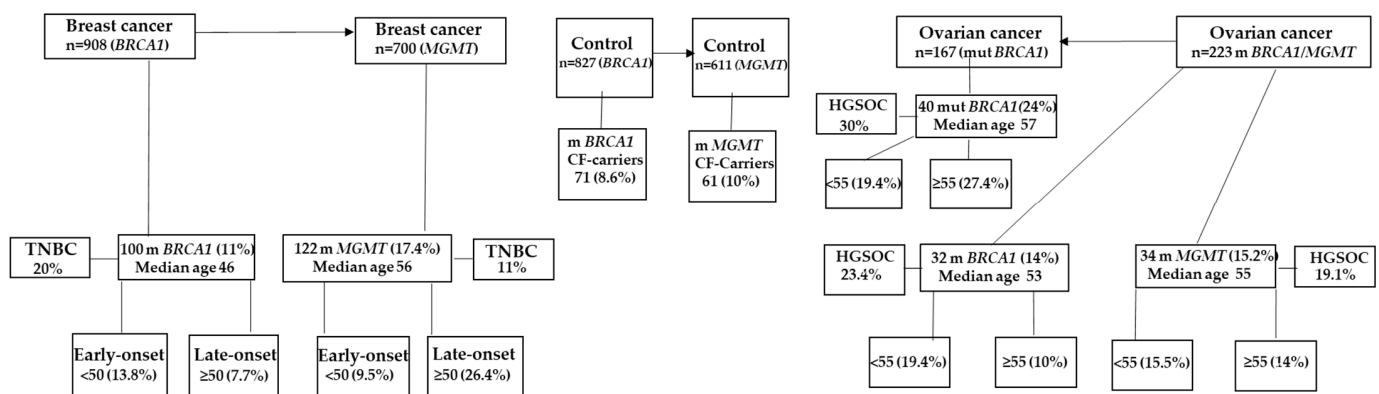 Breast cancer
n=908 (BRCA1)
Breast cancer
n=700 (MGMT)
TNBC
20%
100 m BRCA1 (11%)
Median age 46
122 m MGMT (17.4%)
Median age 56
TNBC
11%
Early-onset
<50 (13.8%)
Late-onset
≥50 (7.7%)
Early-onset
<50 (9.5%)
Late-onset
≥50 (26.4%)
Control
n=827 (BRCA1)
Control
n=611 (MGMT)
m BRCA1
CF-carriers
71 (8.6%)
m MGMT
CF-Carriers
61 (10%)
Ovarian cancer
n=167 (mut BRCA1)
Ovarian cancer
n=223 m BRCA1/MGMT
HGSOC
30%
40 mut BRCA1 (24%)
Median age 57
<55 (19.4%)
≥55 (27.4%)
HGSOC
23.4%
32 m BRCA1 (14%)
Median age 53
34 m MGMT (15.2%)
Median age 55
HGSOC
19.1%
<55 (19.4%)
≥55 (10%)
<55 (15.5%)
≥55 (14%)